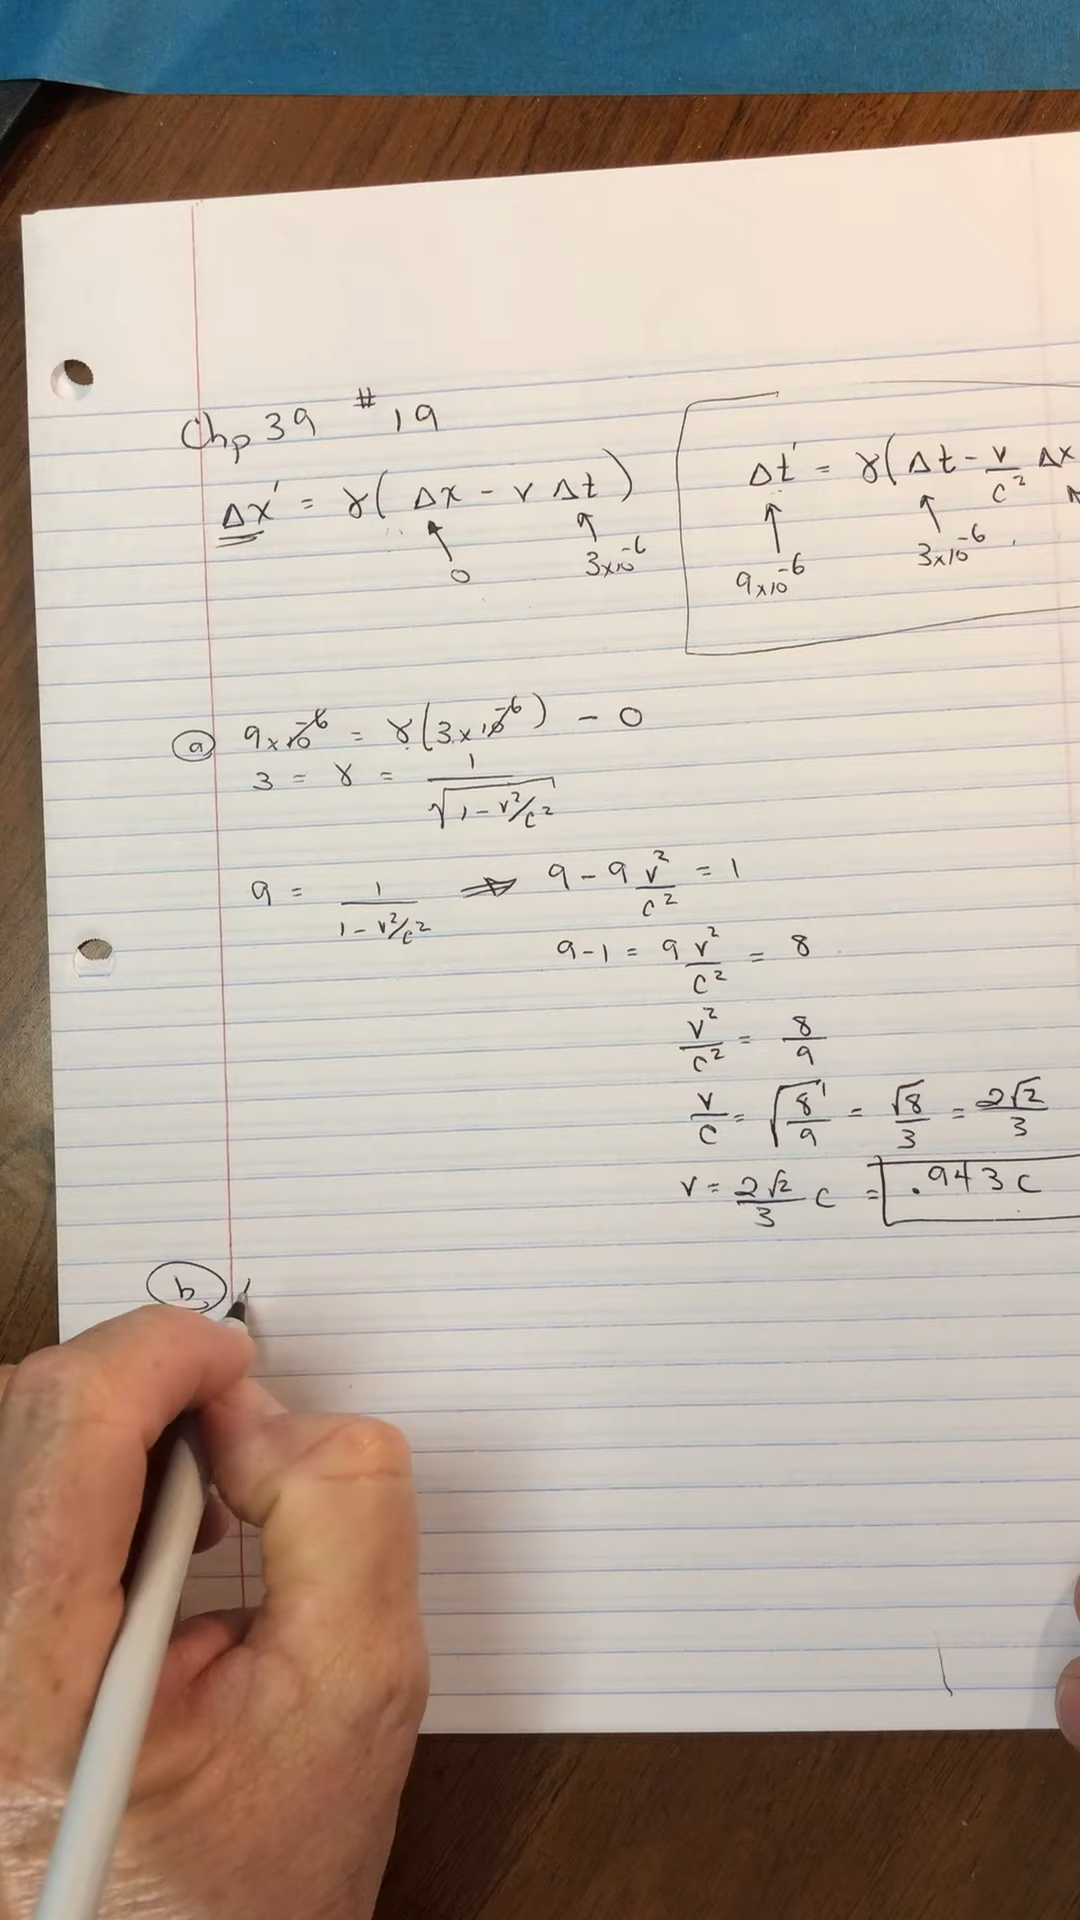 Chp 39 # 19
Δx' = γ( Δx - v Δt )
0
3x10⁻⁶
Δt' = γ( Δt - v/c² Δx
9x10⁻⁶
3x10⁻⁶
(a) 9x10⁻⁶ = γ(3x10⁻⁶) - 0
3 = γ = 1/√(1-v²/c²)
9 = 1/(1-v²/c²) ⇒ 9 - 9 v²/c² = 1
9-1 = 9 v²/c² = 8
v²/c² = 8/9
v/c = √(8/9) = √8/3 = 2√2/3
v = 2√2/3 c = .943 c
(b)